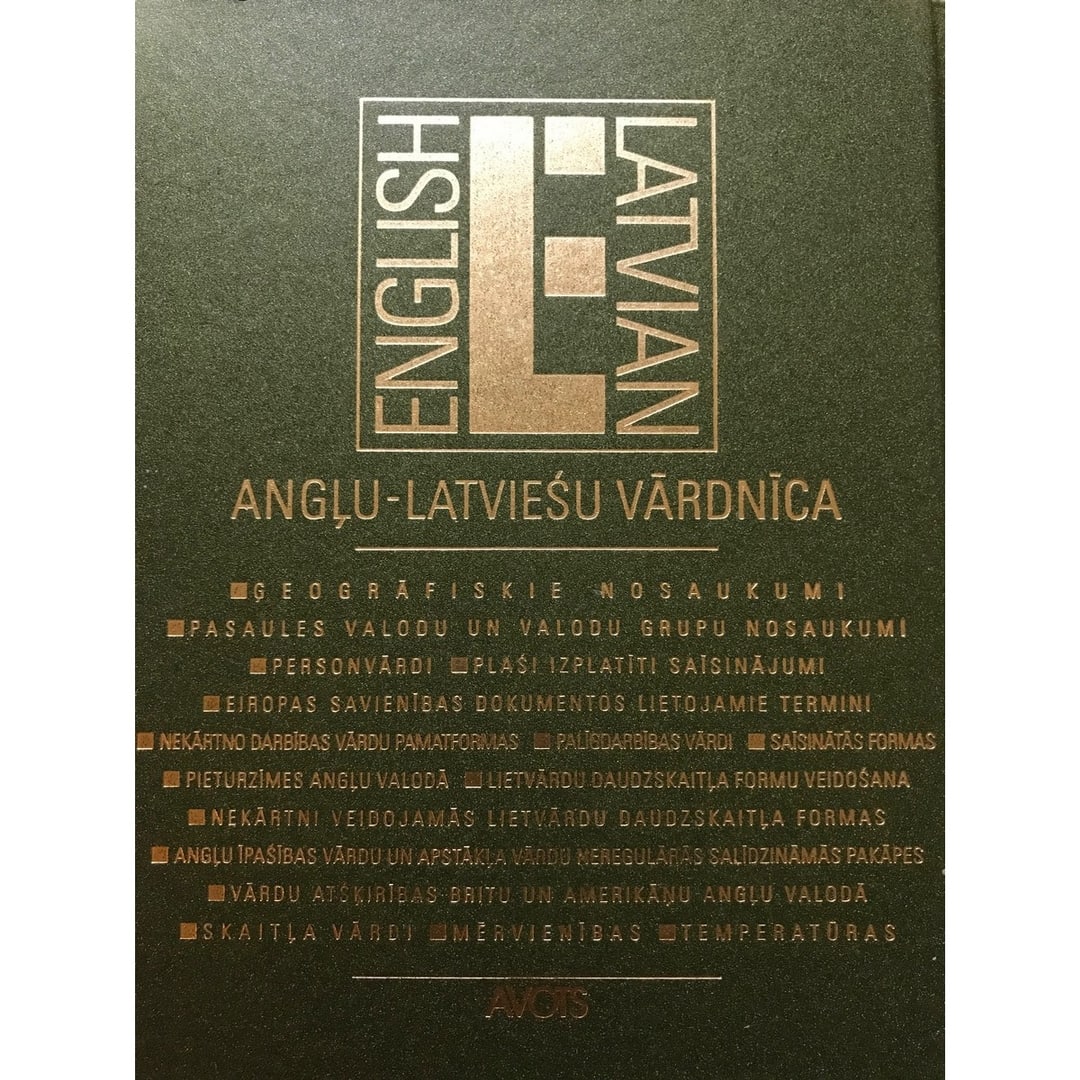 ENGLISH
LATVIAN
ANGĻU-LATVIEŠU VĀRDNĪCA
■ĢEOGRĀFISKIE NOSAUKUMI
■PASAULES VALODU UN VALODU GRUPU NOSAUKUMI
■PERSONVĀRDI ■PLAŠI IZPLATĪTI SAĪSINĀJUMI
■EIROPAS SAVIENĪBAS DOKUMENTOS LIETOJAMIE TERMINI
■NEKĀRTNO DARBĪBAS VĀRDU PAMATFORMAS ■PALĪGDARBĪBAS VĀRDI ■SAĪSINĀTĀS FORMAS
■PIETURZĪMES ANGĻU VALODĀ ■LIETVĀRDU DAUDZSKAITĻA FORMU VEIDOŠANA
■NEKĀRTNI VEIDOJAMĀS LIETVĀRDU DAUDZSKAITĻA FORMAS
■ANGĻU ĪPAŠĪBAS VĀRDU UN APSTĀKĻA VĀRDU NEREGULĀRĀS SALĪDZINĀMĀS PAKĀPES
■VĀRDU ATŠĶIRĪBAS BRITU UN AMERIKĀŅU ANGĻU VALODĀ
■SKAITĻA VĀRDI ■MĒRVIENĪBAS ■TEMPERATŪRAS
AVOTS